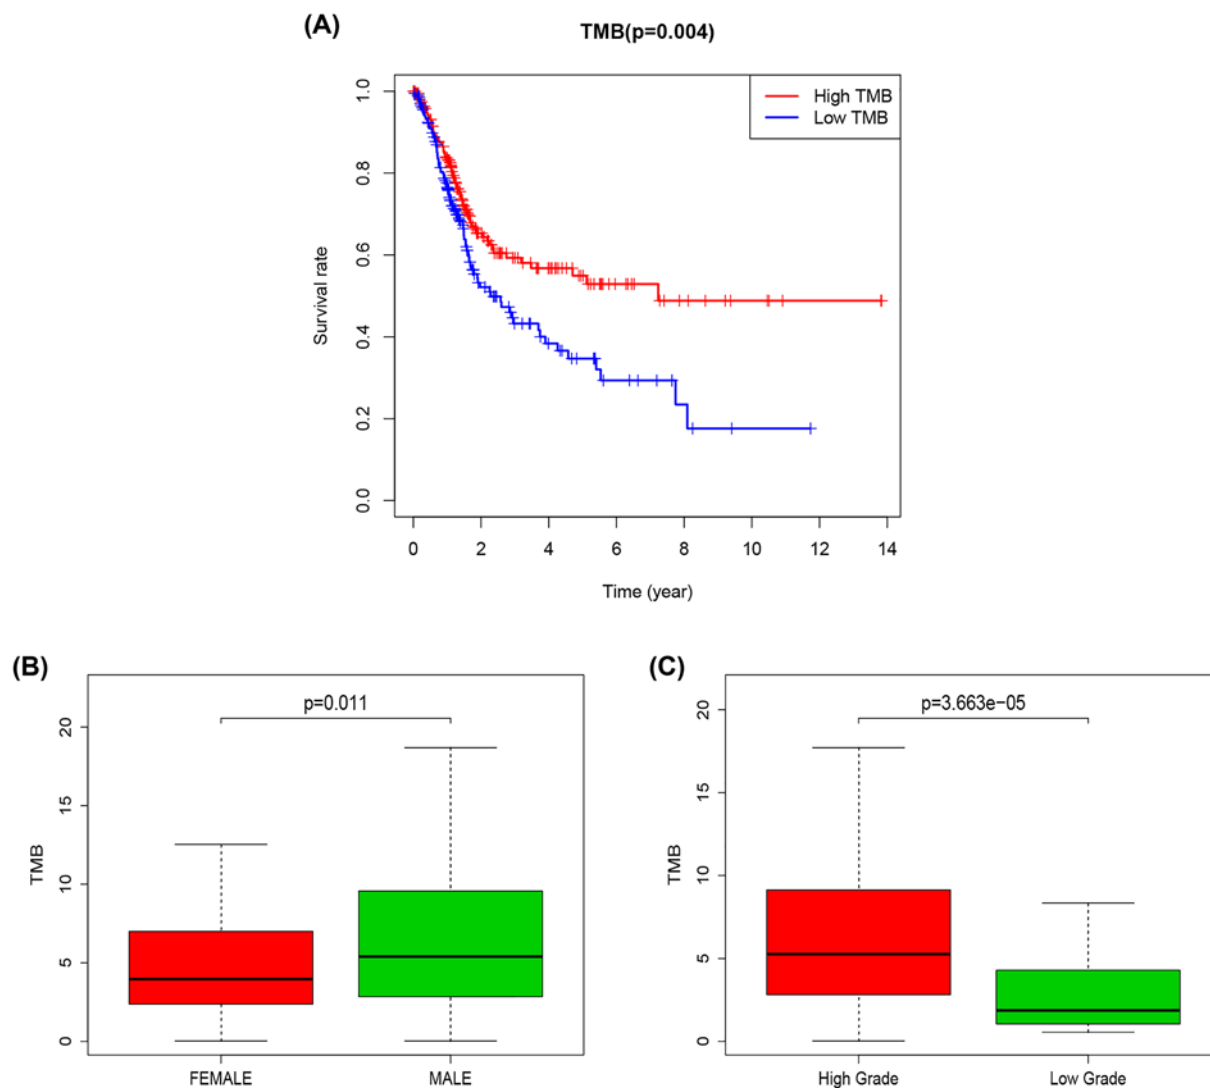 (A)
TMB(p=0.004)
High TMB
Low TMB
1.0
0.8
0.6
0.4
0.2
0.0
Survival rate
0 2 4 6 8 10 12 14
Time (year)
(B)
p=0.011
20
15
10
5
0
TMB
FEMALE MALE
(C)
p=3.663e−05
20
15
10
5
0
TMB
High Grade Low Grade